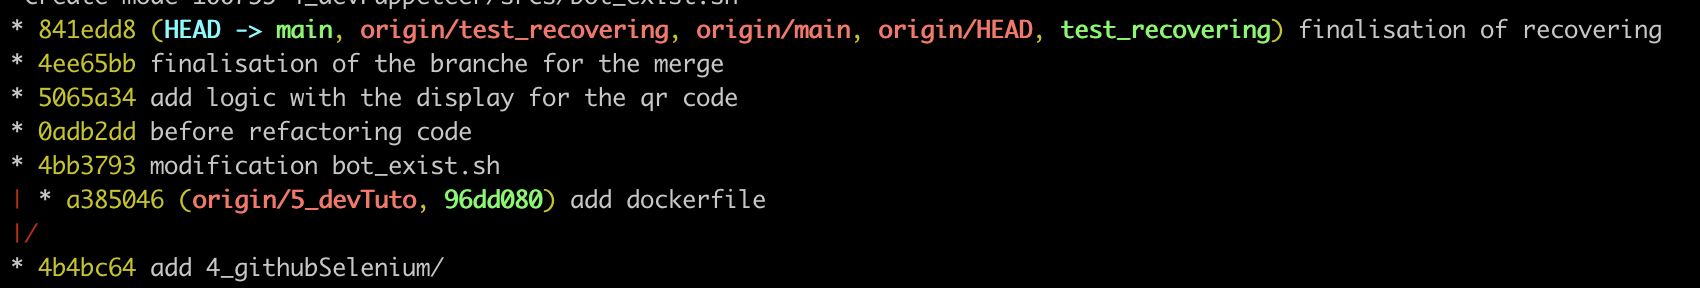 * 841edd8 (HEAD -> main, origin/test_recovering, origin/main, origin/HEAD, test_recovering) finalisation of recovering
* 4ee65bb finalisation of the branche for the merge
* 5065a34 add logic with the display for the qr code
* 0adb2dd before refactoring code
* 4bb3793 modification bot_exist.sh
| * a385046 (origin/5_devTuto, 96dd080) add dockerfile
|/
* 4b4bc64 add 4_githubSelenium/